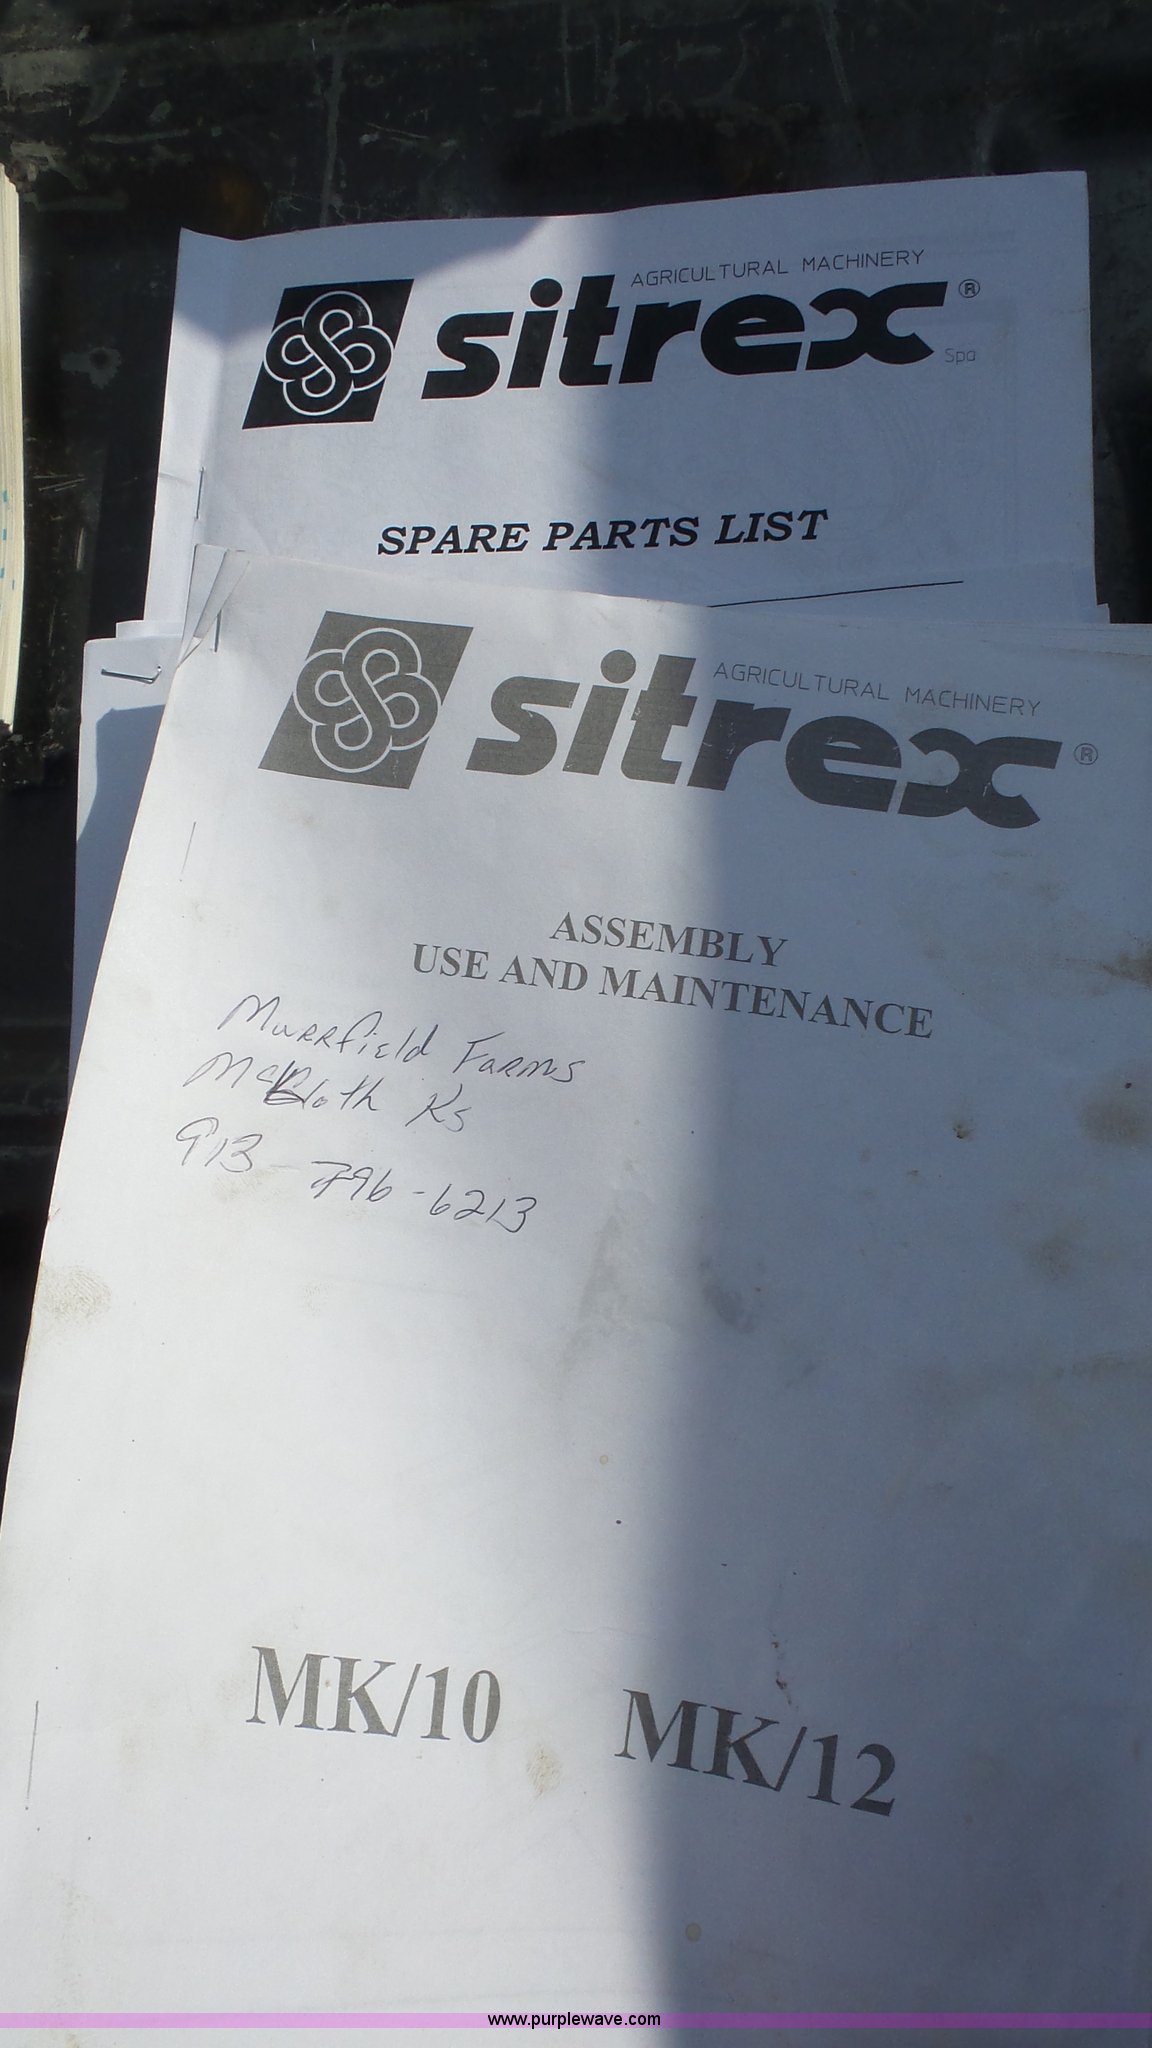 AGRICULTURAL MACHINERY
sitrex ®
Spa
SPARE PARTS LIST
AGRICULTURAL MACHINERY
sitrex ®
ASSEMBLY
USE AND MAINTENANCE
Murrfield Farms
McLouth Ks
913-796-6213
MK/10 MK/12
www.purplewave.com